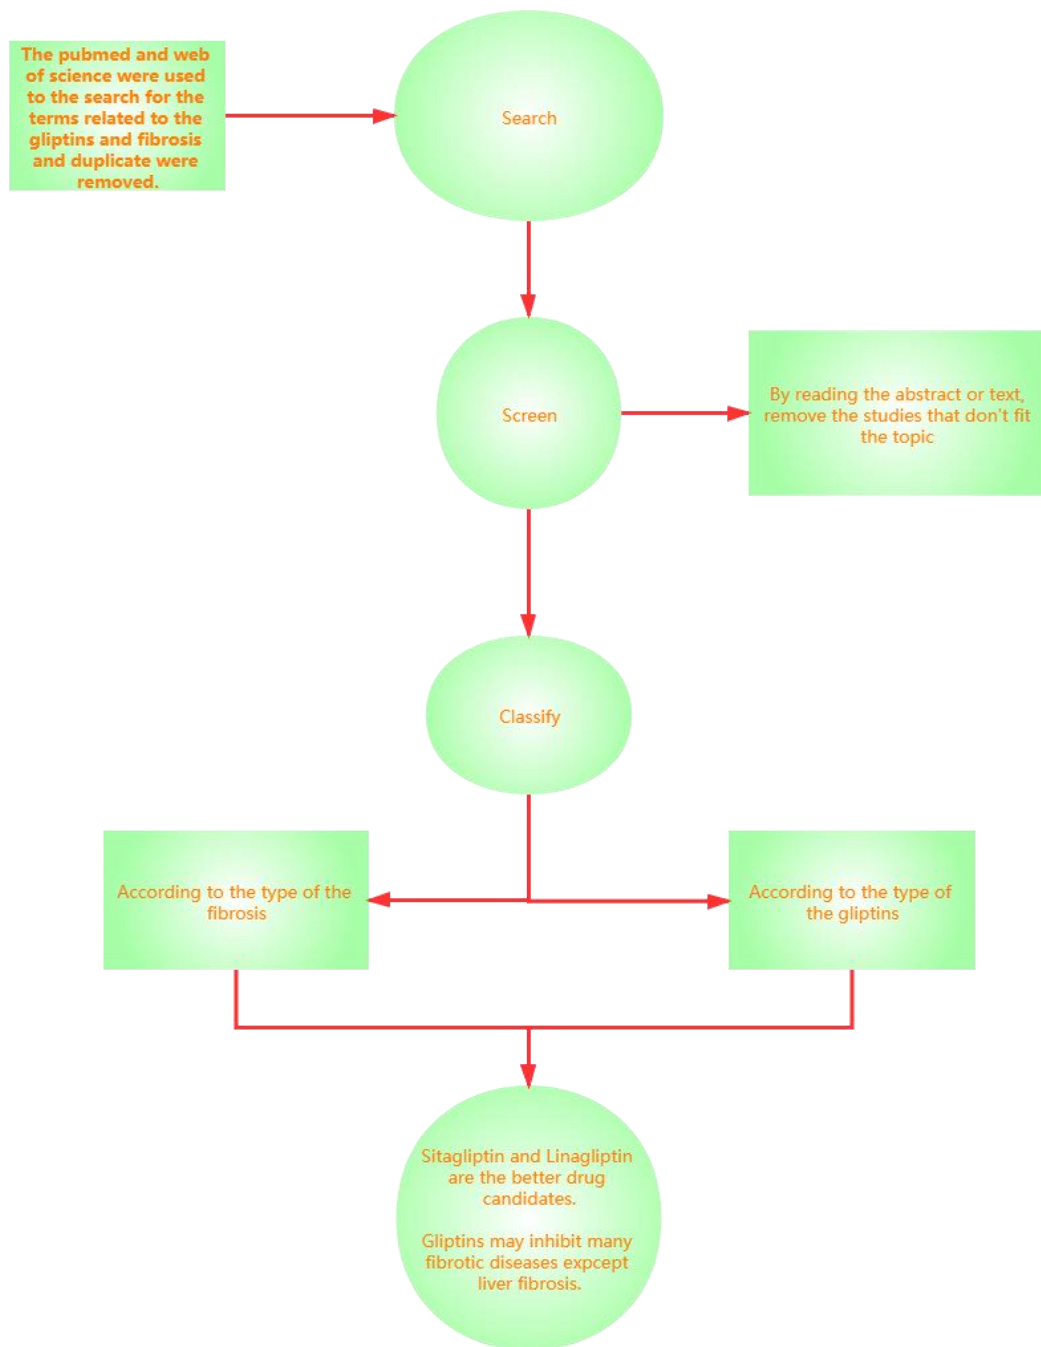 The pubmed and web
of science were used
to the search for the
terms related to the
gliptins and fibrosis
and duplicate were
removed.
Search
Screen
By reading the abstract or text,
remove the studies that don't fit
the topic
Classify
According to the type of the
fibrosis
According to the type of
the gliptins
Sitagliptin and Linagliptin
are the better drug
candidates.
Gliptins may inhibit many
fibrotic diseases expcept
liver fibrosis.